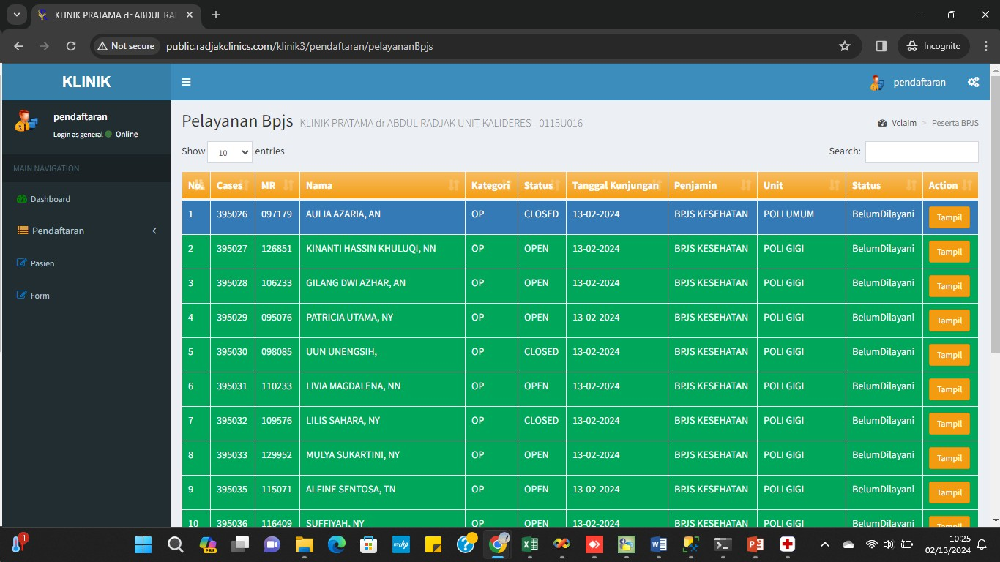 KLINIK PRATAMA dr ABDUL RA
Not secure public.radjakclinics.com/klinik3/pendaftaran/pelayananBpjs Incognito
KLINIK pendaftaran
pendaftaran
Login as general Online
MAIN NAVIGATION
Dashboard
Pendaftaran
Pasien
Form
Pelayanan Bpjs KLINIK PRATAMA dr ABDUL RADJAK UNIT KALIDERES - 0115U016 Vclaim > Peserta BPJS
Show 10 entries Search:
No. Cases MR Nama Kategori Status Tanggal Kunjungan Penjamin Unit Status Action
1 395026 097179 AULIA AZARIA, AN OP CLOSED 13-02-2024 BPJS KESEHATAN POLI UMUM BelumDilayani Tampil
2 395027 126851 KINANTI HASSIN KHULUQI, NN OP OPEN 13-02-2024 BPJS KESEHATAN POLI GIGI BelumDilayani Tampil
3 395028 106233 GILANG DWI AZHAR, AN OP OPEN 13-02-2024 BPJS KESEHATAN POLI GIGI BelumDilayani Tampil
4 395029 095076 PATRICIA UTAMA, NY OP OPEN 13-02-2024 BPJS KESEHATAN POLI GIGI BelumDilayani Tampil
5 395030 098085 UUN UNENGSIH, OP CLOSED 13-02-2024 BPJS KESEHATAN POLI GIGI BelumDilayani Tampil
6 395031 110233 LIVIA MAGDALENA, NN OP OPEN 13-02-2024 BPJS KESEHATAN POLI GIGI BelumDilayani Tampil
7 395032 109576 LILIS SAHARA, NY OP CLOSED 13-02-2024 BPJS KESEHATAN POLI GIGI BelumDilayani Tampil
8 395033 129952 MULYA SUKARTINI, NY OP OPEN 13-02-2024 BPJS KESEHATAN POLI GIGI BelumDilayani Tampil
9 395035 115071 ALFINE SENTOSA, TN OP OPEN 13-02-2024 BPJS KESEHATAN POLI GIGI BelumDilayani Tampil
10 395036 116409 SUFFIYAH, NY OP OPEN 13-02-2024 BPJS KESEHATAN POLI GIGI BelumDilayani Tampil
1 PRE myhp 10:25
02/13/2024